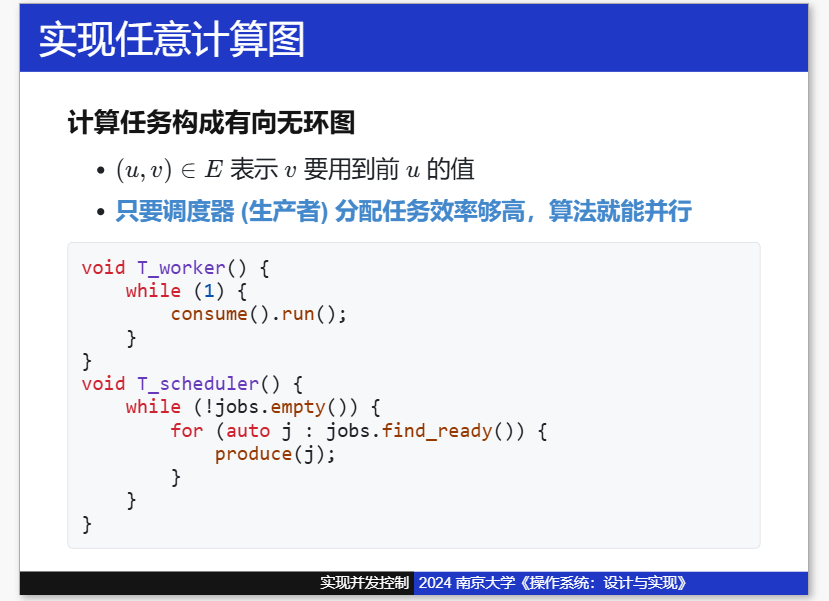 实现任意计算图
计算任务构成有向无环图
• (u, v) ∈ E 表示 v 要用到前 u 的值
• 只要调度器 (生产者) 分配任务效率够高，算法就能并行
void T_worker() {
    while (1) {
        consume().run();
    }
}
void T_scheduler() {
    while (!jobs.empty()) {
        for (auto j : jobs.find_ready()) {
            produce(j);
        }
    }
}
实现并发控制 2024 南京大学《操作系统：设计与实现》